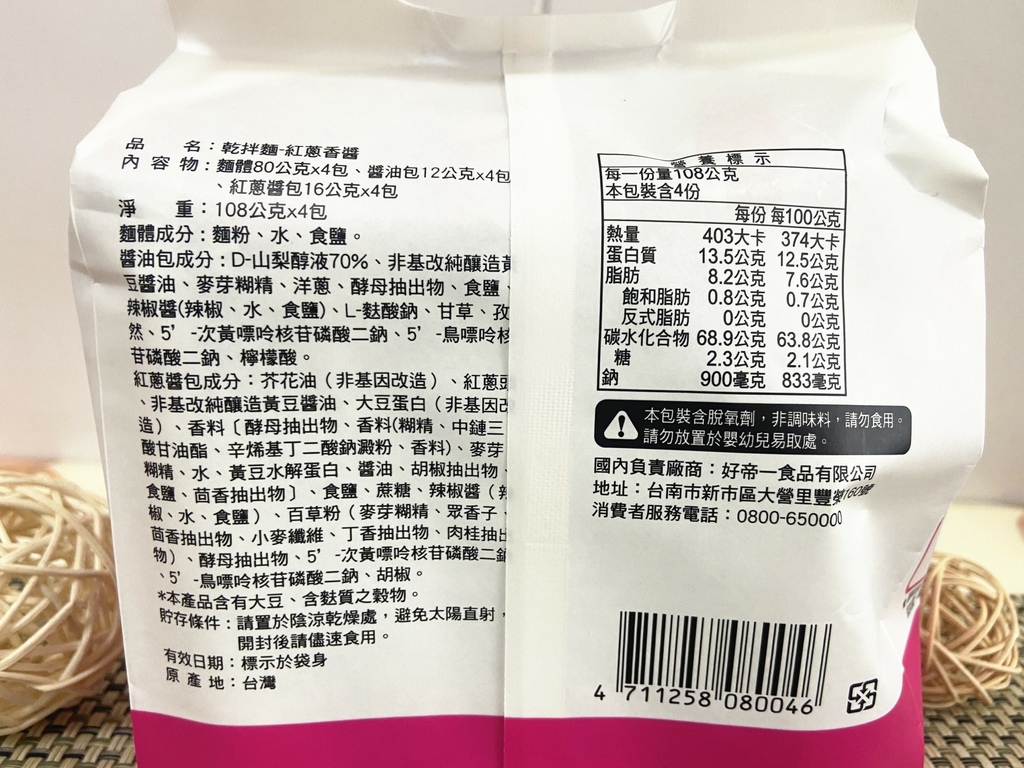 品 名：乾拌麵-紅蔥香醬
內 容 物：麵體80公克x4包、醬油包12公克x4包
、紅蔥醬包16公克x4包
淨 重：108公克x4包
麵體成分：麵粉、水、食鹽。
醬油包成分：D-山梨醇液70%、非基改純釀造黃
豆醬油、麥芽糊精、洋蔥、酵母抽出物、食鹽、
辣椒醬(辣椒、水、食鹽)、L-麩酸鈉、甘草、孜
然、5’-次黃嘌呤核苷磷酸二鈉、5’-鳥嘌呤核
苷磷酸二鈉、檸檬酸。
紅蔥醬包成分：芥花油（非基因改造）、紅蔥頭
、非基改純釀造黃豆醬油、大豆蛋白（非基因改
造）、香料〔酵母抽出物、香料(糊精、中鏈三
酸甘油酯、辛烯基丁二酸鈉澱粉、香料)、麥芽
糊精、水、黃豆水解蛋白、醬油、胡椒抽出物、
食鹽、茴香抽出物〕、食鹽、蔗糖、辣椒醬（辣
椒、水、食鹽）、百草粉（麥芽糊精、眾香子、
茴香抽出物、小麥纖維、丁香抽出物、肉桂抽出
物）、酵母抽出物、5’-次黃嘌呤核苷磷酸二鈉
、5’-鳥嘌呤核苷磷酸二鈉、胡椒。
*本產品含有大豆、含麩質之穀物。
貯存條件：請置於陰涼乾燥處，避免太陽直射，
開封後請儘速食用。
有效日期：標示於袋身
原 產 地：台灣
營 養 標 示
每一份量108公克
本包裝含4份
每份 每100公克
熱量 403大卡 374大卡
蛋白質 13.5公克 12.5公克
脂肪 8.2公克 7.6公克
飽和脂肪 0.8公克 0.7公克
反式脂肪 0公克 0公克
碳水化合物 68.9公克 63.8公克
糖 2.3公克 2.1公克
鈉 900毫克 833毫克
本包裝含脫氧劑，非調味料，請勿食用。
請勿放置於嬰幼兒易取處。
國內負責廠商：好帝一食品有限公司
地址：台南市新市區大營里豐榮160號
消費者服務電話：0800-650000
4 711258 080046